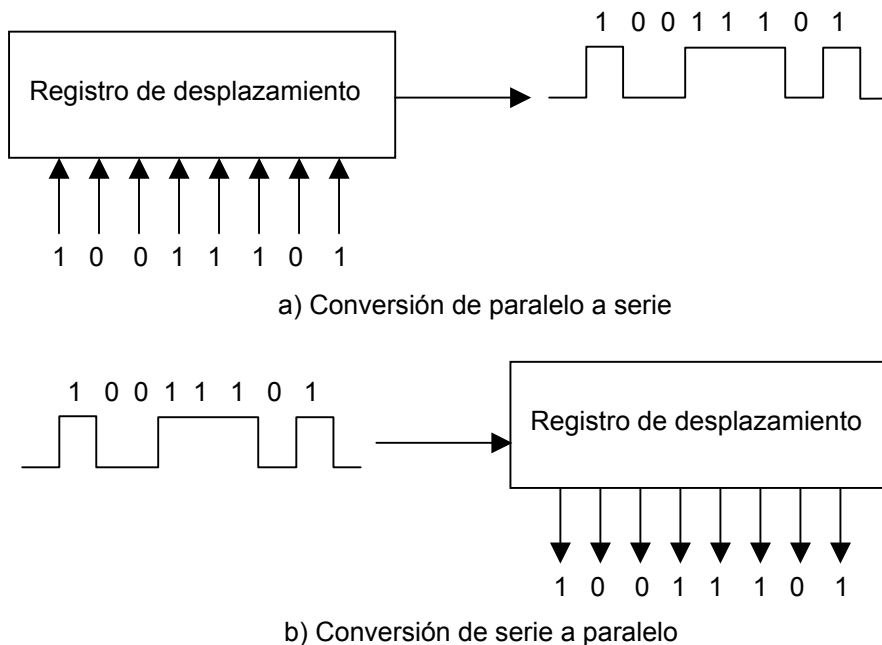 1 0 0 1 1 1 0 1
Registro de desplazamiento
1 0 0 1 1 1 0 1
a) Conversión de paralelo a serie
1 0 0 1 1 1 0 1
Registro de desplazamiento
1 0 0 1 1 1 0 1
b) Conversión de serie a paralelo